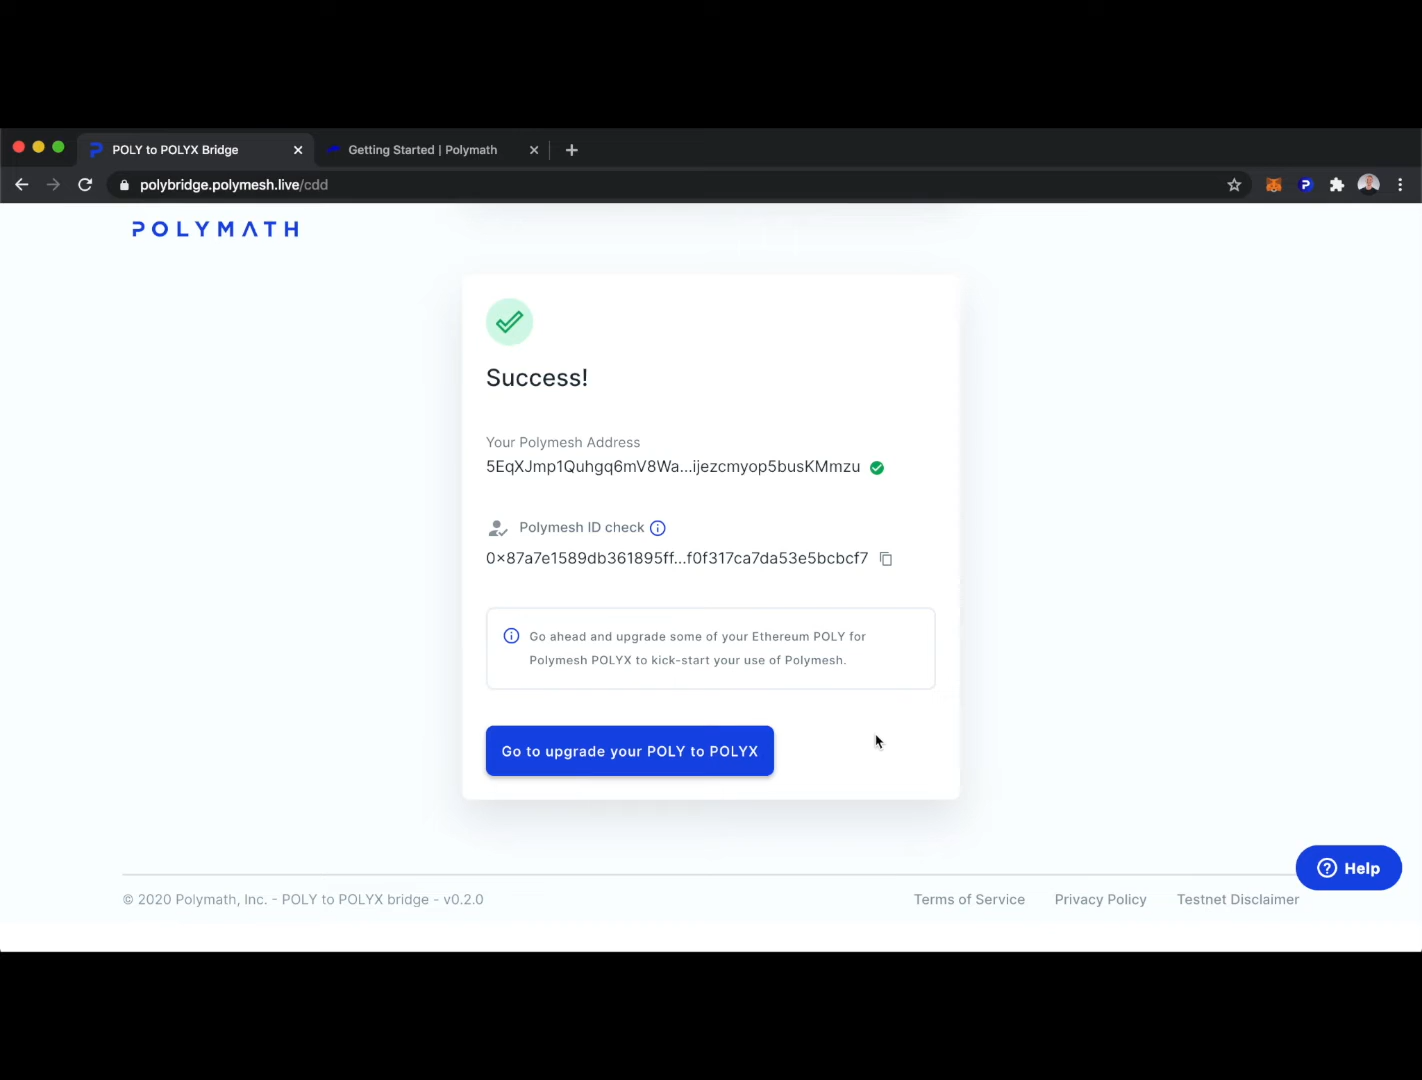 POLY to POLYX Bridge
Getting Started | Polymath
polybridge.polymesh.live/cdd
POLYMATH
Success!
Your Polymesh Address
5EqXJmp1Quhgq6mV8Wa...ijezcmyop5busKMmzu
Polymesh ID check
0x87a7e1589db361895ff...f0f317ca7da53e5bcbcf7
Go ahead and upgrade some of your Ethereum POLY for
Polymesh POLYX to kick-start your use of Polymesh.
Go to upgrade your POLY to POLYX
Help
© 2020 Polymath, Inc. - POLY to POLYX bridge - v0.2.0
Terms of Service
Privacy Policy
Testnet Disclaimer